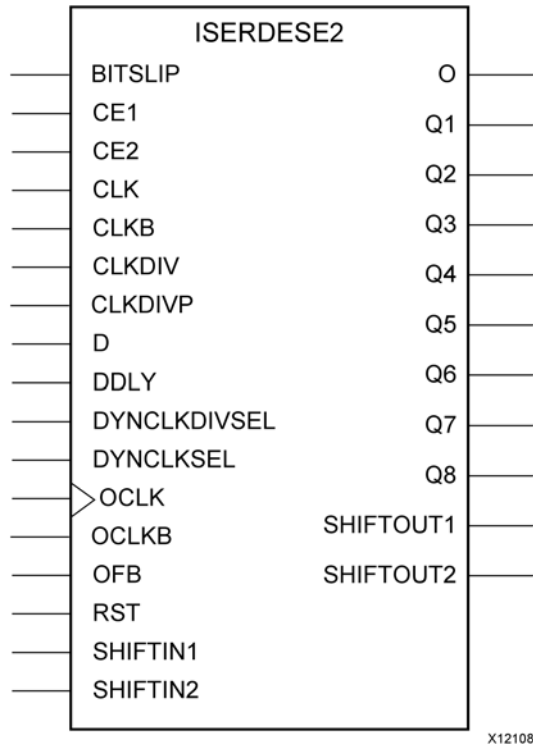 ISERDESE2
BITSLIP
CE1
CE2
CLK
CLKB
CLKDIV
CLKDIVP
D
DDLY
DYNCLKDIVSEL
DYNCLKSEL
OCLK
OCLKB
OFB
RST
SHIFTIN1
SHIFTIN2
O
Q1
Q2
Q3
Q4
Q5
Q6
Q7
Q8
SHIFTOUT1
SHIFTOUT2
X12108